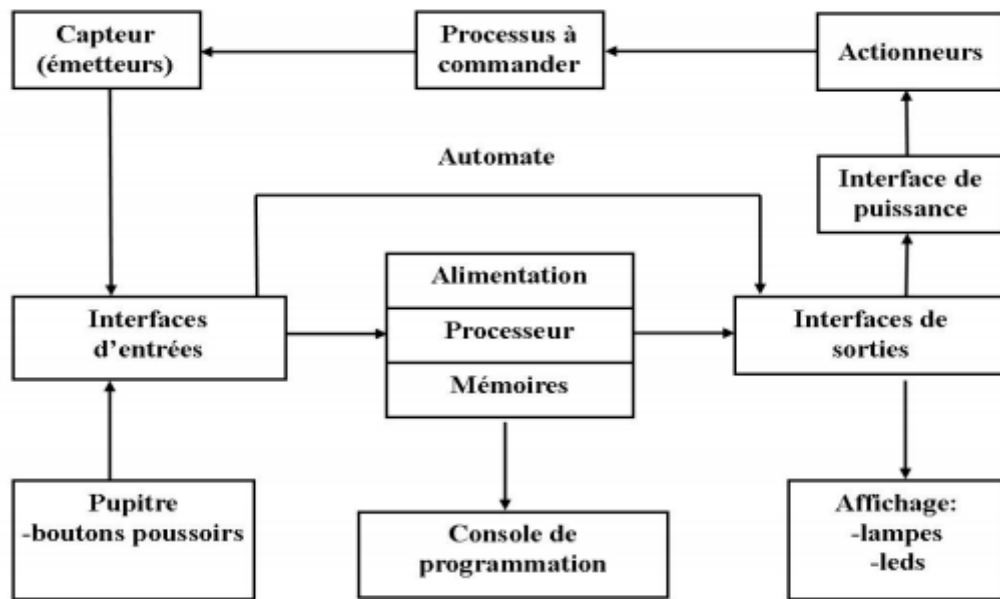 Capteur
(émetteurs)
Processus à
commander
Actionneurs
Automate
Interface de
puissance
Alimentation
Interfaces
d’entrées
Processeur
Interfaces de
sorties
Mémoires
Pupitre
-boutons poussoirs
Console de
programmation
Affichage:
-lampes
-leds